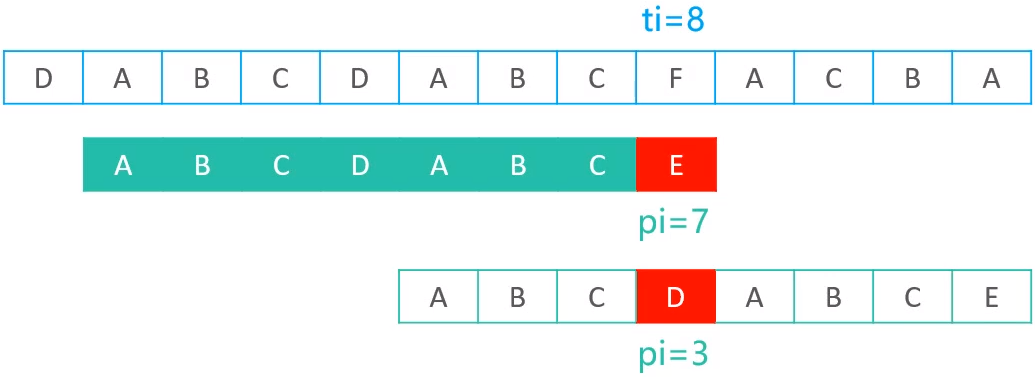 ti=8
D A B C D A B C F A C B A
A B C D A B C E
pi=7
A B C D A B C E
pi=3